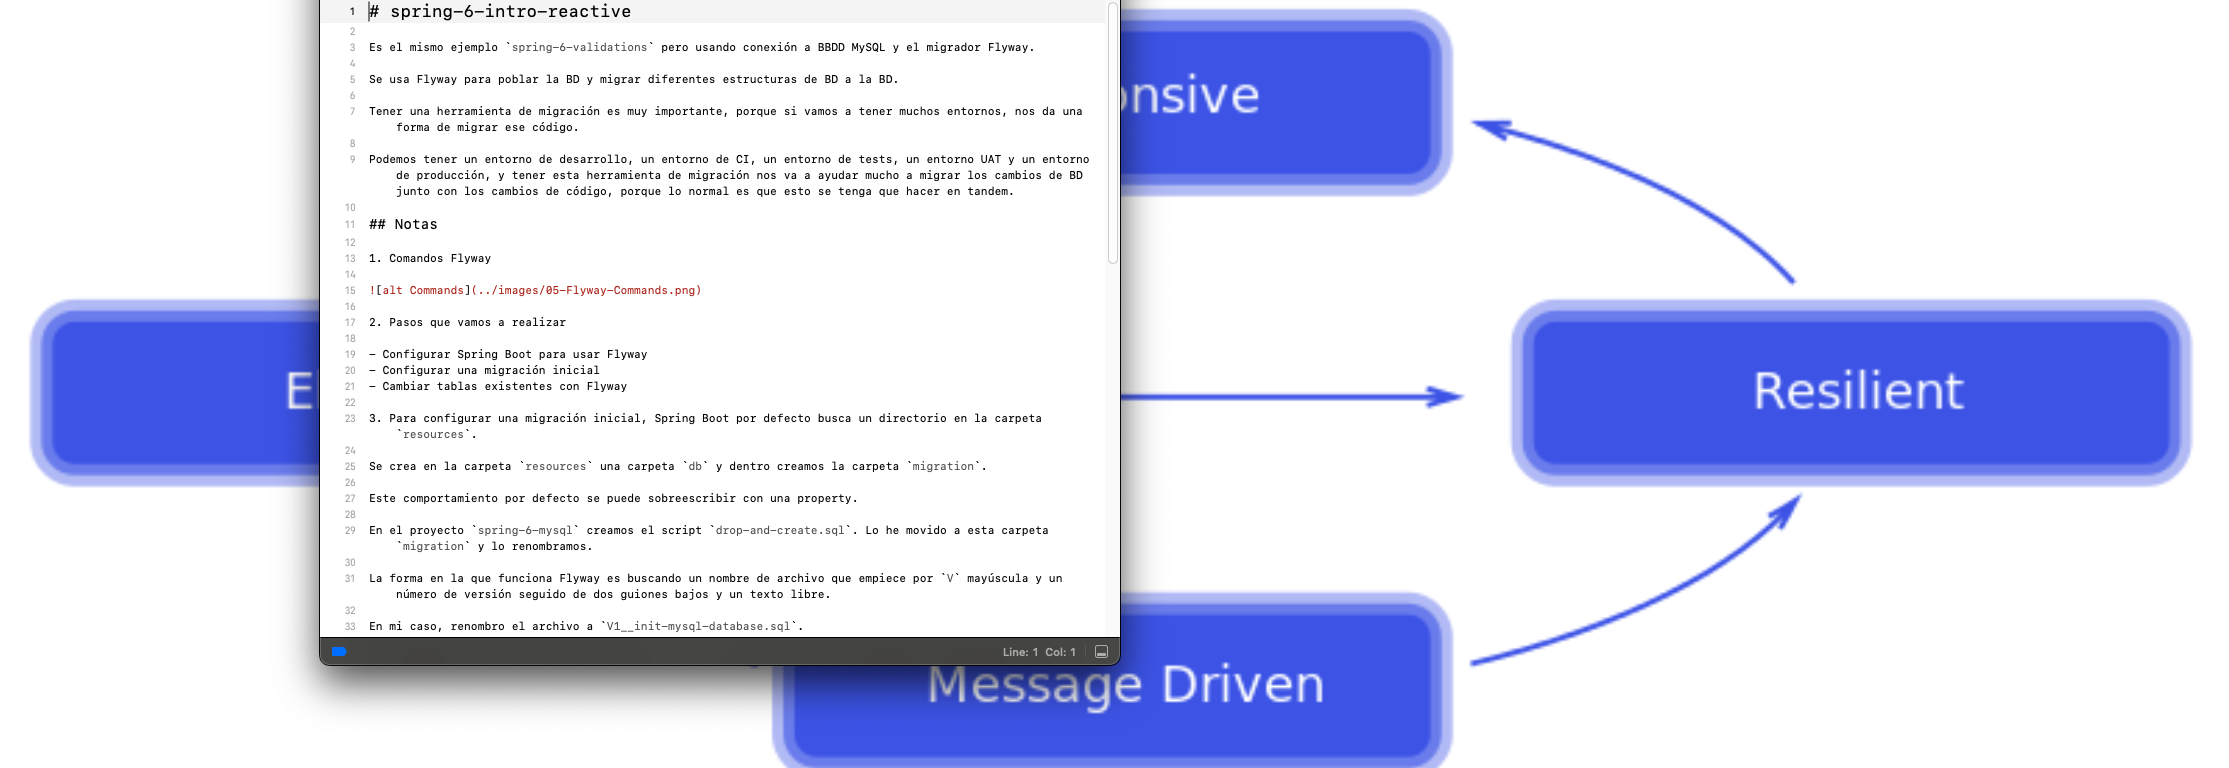 1 # spring-6-intro-reactive
2
3 Es el mismo ejemplo `spring-6-validations` pero usando conexión a BBDD MySQL y el migrador Flyway.
4
5 Se usa Flyway para poblar la BD y migrar diferentes estructuras de BD a la BD.
6
7 Tener una herramienta de migración es muy importante, porque si vamos a tener muchos entornos, nos da una
forma de migrar ese código.
8
9 Podemos tener un entorno de desarrollo, un entorno de CI, un entorno de tests, un entorno UAT y un entorno
de producción, y tener esta herramienta de migración nos va a ayudar mucho a migrar los cambios de BD
junto con los cambios de código, porque lo normal es que esto se tenga que hacer en tandem.
10
11 ## Notas
12
13 1. Comandos Flyway
14
15 ![alt Commands](../images/05-Flyway-Commands.png)
16
17 2. Pasos que vamos a realizar
18
19 - Configurar Spring Boot para usar Flyway
20 - Configurar una migración inicial
21 - Cambiar tablas existentes con Flyway
22
23 3. Para configurar una migración inicial, Spring Boot por defecto busca un directorio en la carpeta
`resources`.
24
25 Se crea en la carpeta `resources` una carpeta `db` y dentro creamos la carpeta `migration`.
26
27 Este comportamiento por defecto se puede sobreescribir con una property.
28
29 En el proyecto `spring-6-mysql` creamos el script `drop-and-create.sql`. Lo he movido a esta carpeta
`migration` y lo renombramos.
30
31 La forma en la que funciona Flyway es buscando un nombre de archivo que empiece por `V` mayúscula y un
número de versión seguido de dos guiones bajos y un texto libre.
32
33 En mi caso, renombro el archivo a `V1__init-mysql-database.sql`.
Line: 1 Col: 1
onsive
Resilient
Message Driven